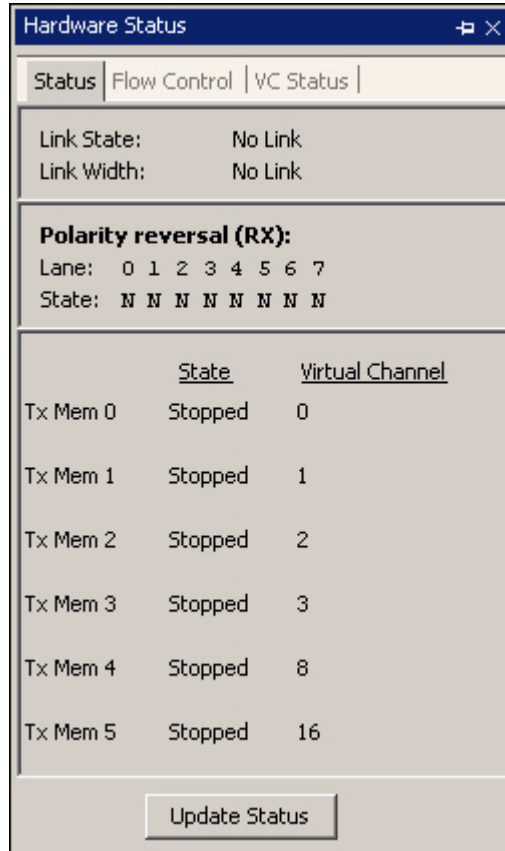 Hardware Status
Status Flow Control VC Status
Link State: No Link
Link Width: No Link
Polarity reversal (RX):
Lane: 0 1 2 3 4 5 6 7
State: N N N N N N N N
State Virtual Channel
Tx Mem 0 Stopped 0
Tx Mem 1 Stopped 1
Tx Mem 2 Stopped 2
Tx Mem 3 Stopped 3
Tx Mem 4 Stopped 8
Tx Mem 5 Stopped 16
Update Status